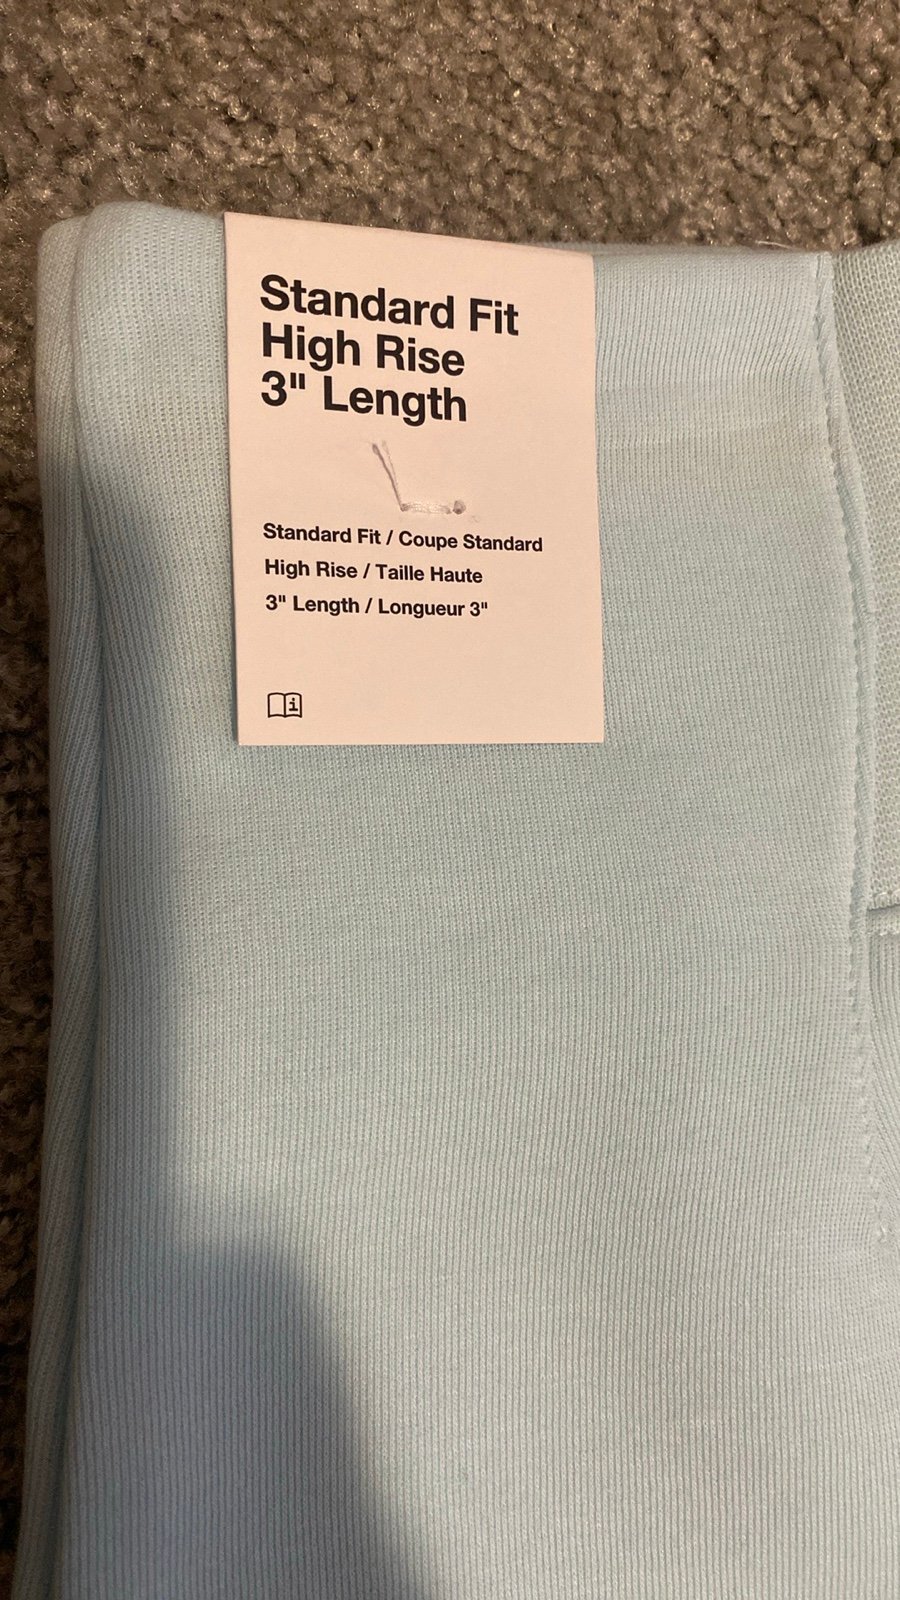 Standard Fit
High Rise
3" Length
Standard Fit / Coupe Standard
High Rise / Taille Haute
3" Length / Longueur 3"
i